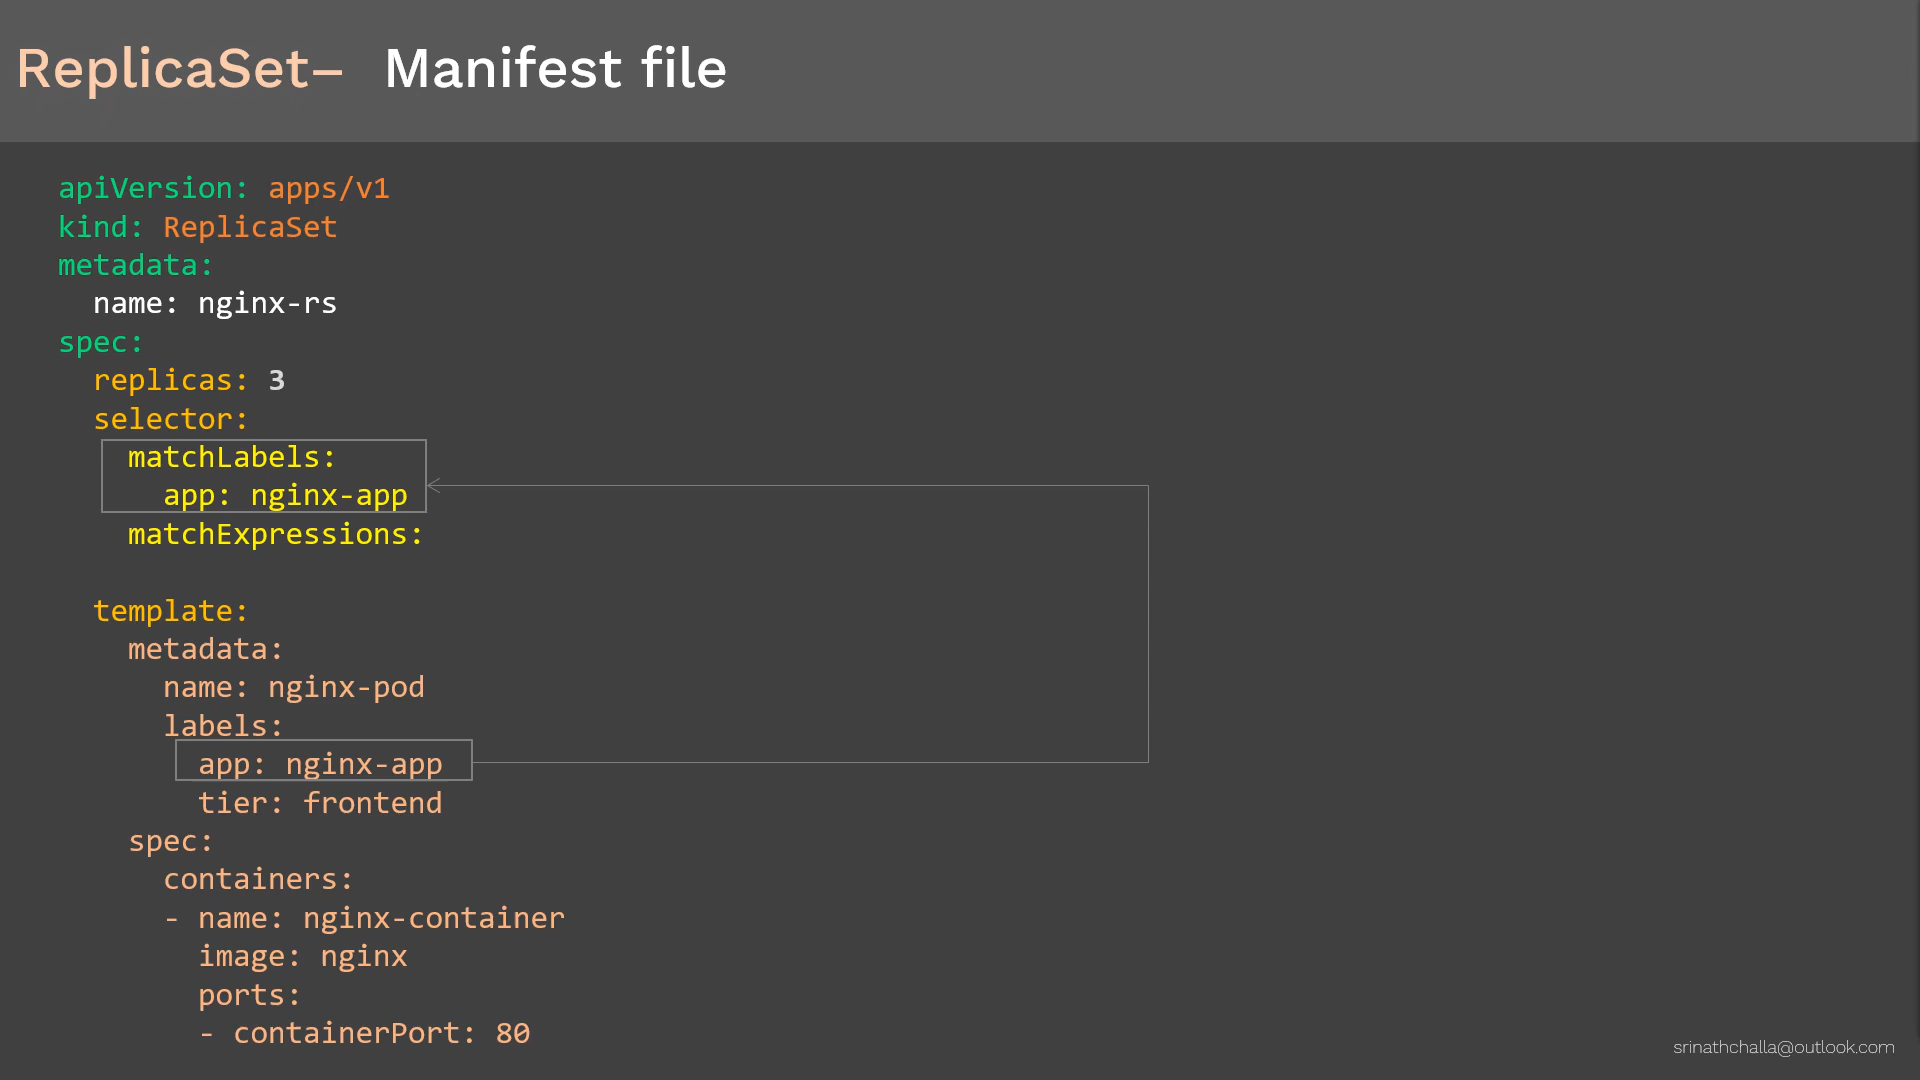 ReplicaSet– Manifest file
apiVersion: apps/v1
kind: ReplicaSet
metadata:
  name: nginx-rs
spec:
  replicas: 3
  selector:
    matchLabels:
      app: nginx-app
    matchExpressions:
  template:
    metadata:
      name: nginx-pod
      labels:
        app: nginx-app
        tier: frontend
    spec:
      containers:
      - name: nginx-container
        image: nginx
        ports:
        - containerPort: 80
srinathchalla@outlook.com